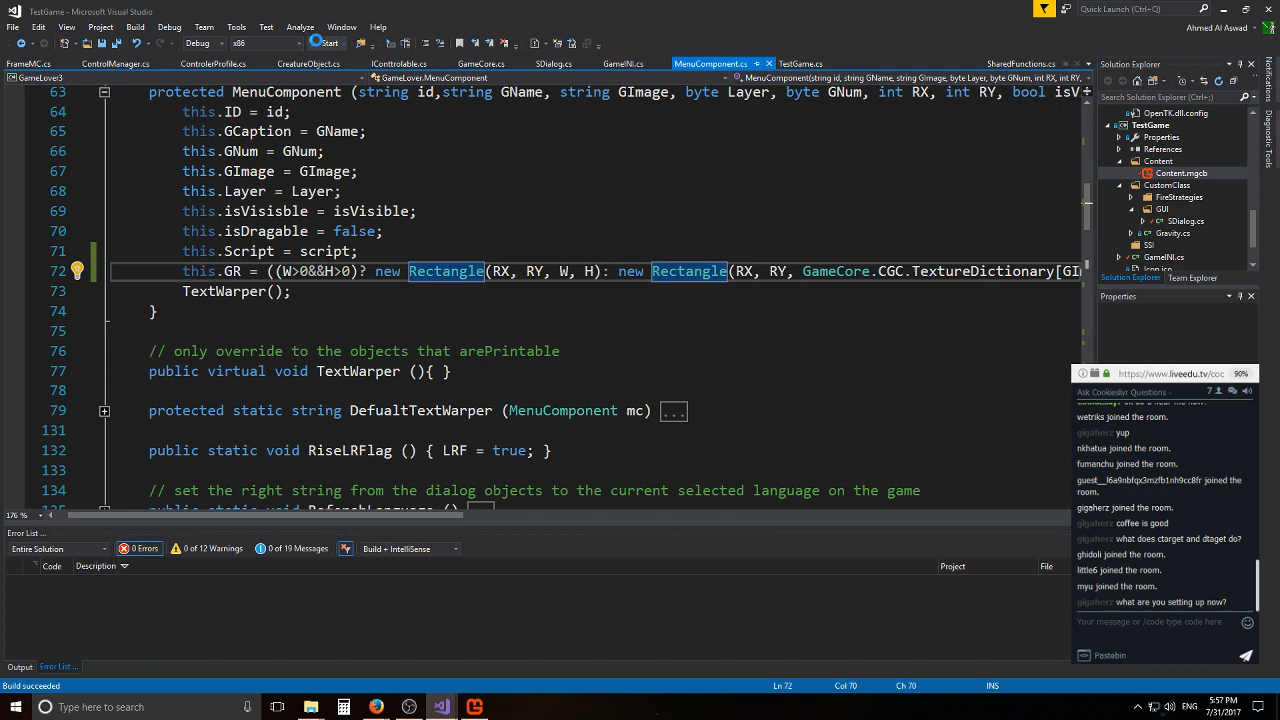 TestGame - Microsoft Visual Studio
Quick Launch (Ctrl+;)
File Edit View Project Build Debug Team Tools Test Analyze Window Help
Ahmed Al Aswad
Debug x86 Start
FrameMC.cs ControlManager.cs ControlerProfile.cs CreatureObject.cs IControllable.cs GameCore.cs SDialog.cs GameINI.cs MenuComponent.cs TestGame.cs SharedFunctions.cs
GameLover3 GameLover.MenuComponent MenuComponent(string id,string GName, string GImage, byte Layer, byte GNum, int RX, int RY,
63 protected MenuComponent (string id,string GName, string GImage, byte Layer, byte GNum, int RX, int RY, bool isV
64 this.ID = id;
65 this.GCaption = GName;
66 this.GNum = GNum;
67 this.GImage = GImage;
68 this.Layer = Layer;
69 this.isVisisble = isVisible;
70 this.isDragable = false;
71 this.Script = script;
72 this.GR = ((W>0&&H>0)? new Rectangle(RX, RY, W, H): new Rectangle(RX, RY, GameCore.CGC.TextureDictionary[GI
73 TextWarper();
74 }
75
76 // only override to the objects that arePrintable
77 public virtual void TextWarper (){ }
78
79 protected static string DefualtTextWarper (MenuComponent mc) ...
131
132 public static void RiseLRFlag () { LRF = true; }
133
134 // set the right string from the dialog objects to the current selected language on the game
176 %
Solution Explorer
Search Solution Explorer (Ctrl+;)
OpenTK.dll.config
TestGame
Properties
References
Content
Content.mgcb
CustomClass
FireStrategies
GUI
SDialog.cs
Gravity.cs
SSI
GameINI.cs
Icon.ico
Solution Explorer Team Explorer
Properties
Notifications
Diagnostic Tools
https://www.liveedu.tv/coc 90%
Ask Cookieslyr Questions - 7
wetriks joined the room.
gigaherz yup
nkhatua joined the room.
fumanchu joined the room.
guest__l6a9nbfqx3mzfb1nh9cc8fr joined the
room.
gigaherz joined the room.
gigaherz coffee is good
gigaherz what does ctarget and dtaget do?
ghidoli joined the room.
little6 joined the room.
myu joined the room.
gigaherz what are you setting up now?
Your message or /code type code here
Pastebin
Error List ...
Entire Solution 0 Errors 0 of 12 Warnings 0 of 19 Messages Build + IntelliSense
Code Description Project File
Output Error List ...
Build succeeded Ln 72 Col 70 Ch 70 INS
Type here to search
5:57 PM
7/31/2017